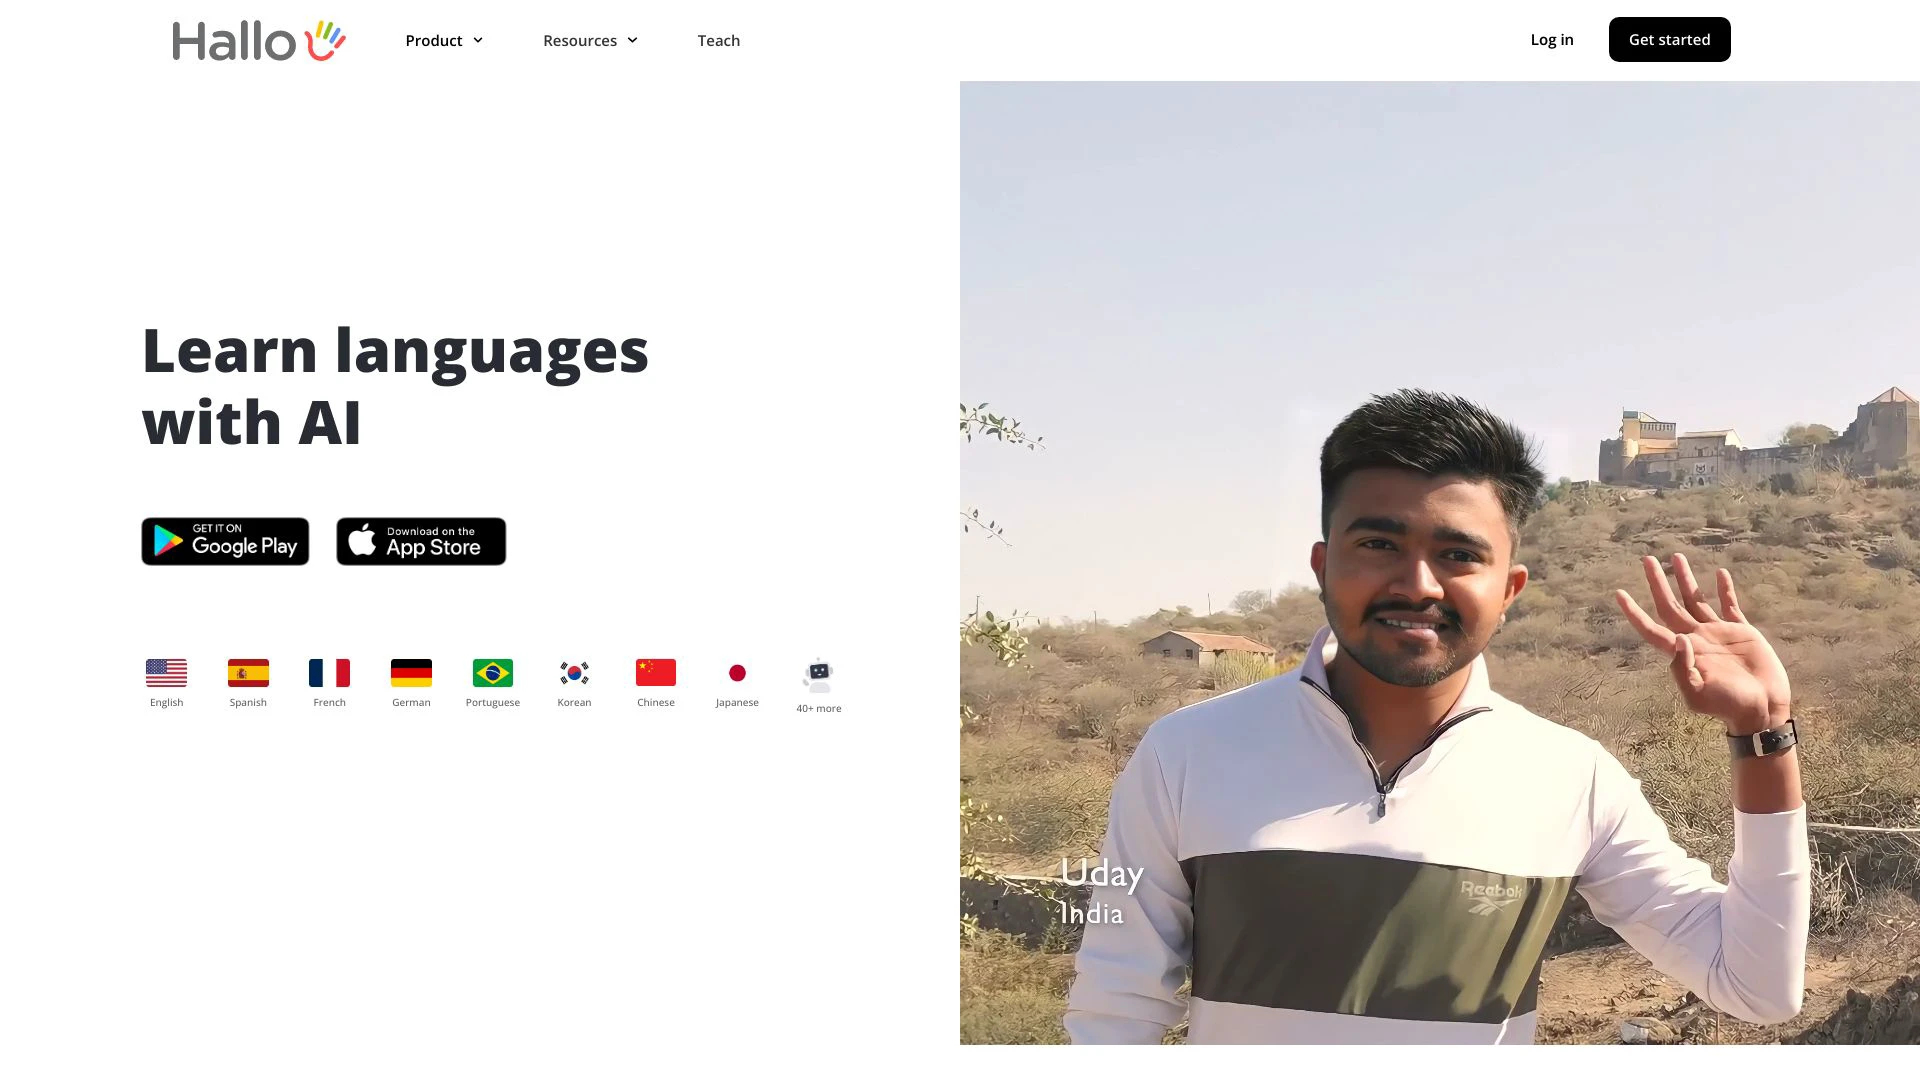 Hallo
Product
Resources
Teach
Log in
Get started
Learn languages
with AI
GET IT ON
Google Play
Download on the
App Store
English
Spanish
French
German
Portuguese
Korean
Chinese
Japanese
40+ more
Uday
India
Reebok